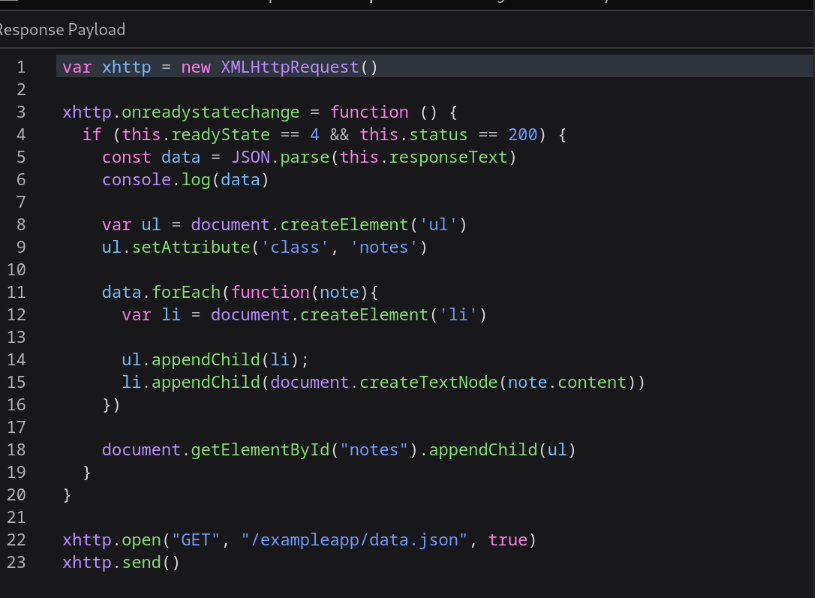 Response Payload
1 var xhttp = new XMLHttpRequest()
2
3 xhttp.onreadystatechange = function () {
4   if (this.readyState == 4 && this.status == 200) {
5     const data = JSON.parse(this.responseText)
6     console.log(data)
7
8     var ul = document.createElement('ul')
9     ul.setAttribute('class', 'notes')
10
11     data.forEach(function(note){
12       var li = document.createElement('li')
13
14       ul.appendChild(li);
15       li.appendChild(document.createTextNode(note.content))
16     })
17
18     document.getElementById("notes").appendChild(ul)
19   }
20 }
21
22 xhttp.open("GET", "/exampleapp/data.json", true)
23 xhttp.send()